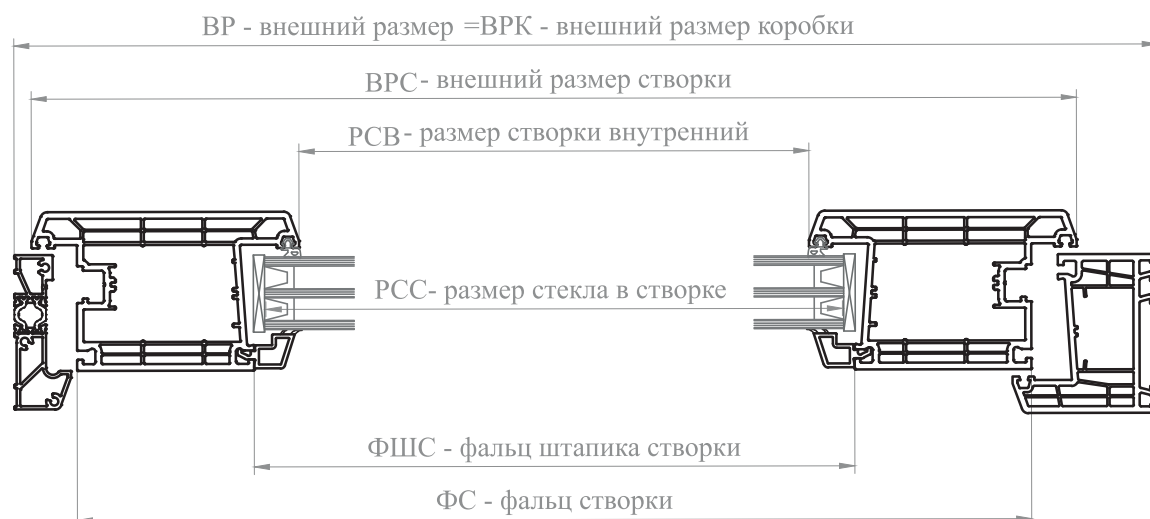 ВР - внешний размер =ВРК - внешний размер коробки
ВРС- внешний размер створки
РСВ- размер створки внутренний
РСС- размер стекла в створке
ФШС - фальц штапика створки
ФС - фальц створки